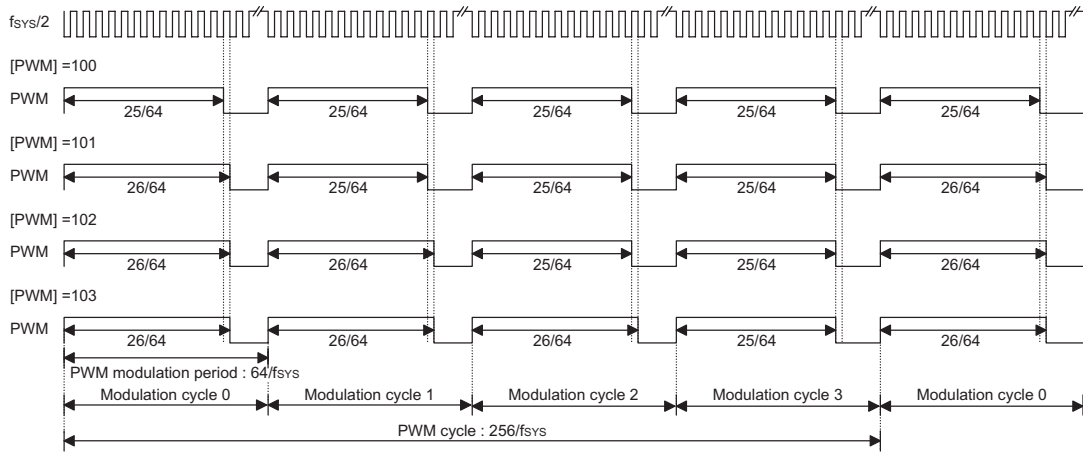 fSYS/2
[PWM] =100
PWM
25/64 25/64 25/64 25/64 25/64
[PWM] =101
PWM
26/64 25/64 25/64 25/64 26/64
[PWM] =102
PWM
26/64 26/64 25/64 25/64 26/64
[PWM] =103
PWM
26/64 26/64 26/64 25/64 26/64
PWM modulation period : 64/fSYS
Modulation cycle 0 Modulation cycle 1 Modulation cycle 2 Modulation cycle 3 Modulation cycle 0
PWM cycle : 256/fSYS